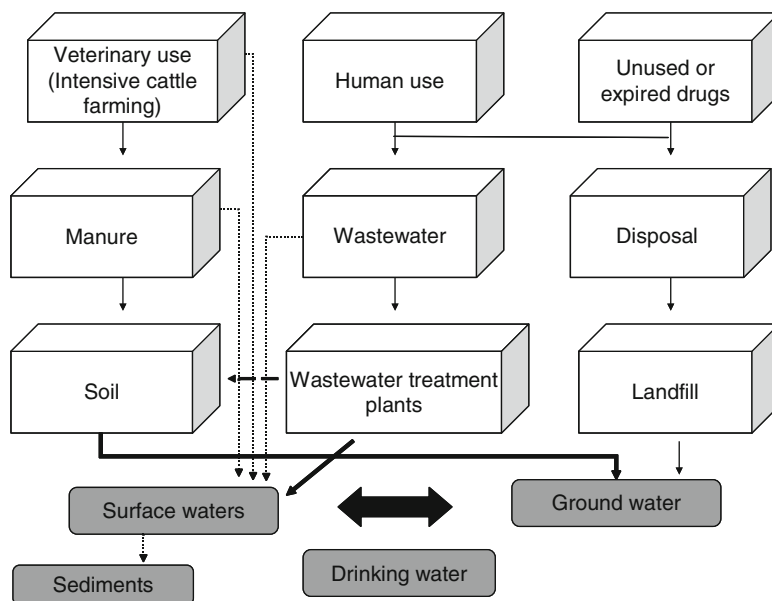 Veterinary use
(Intensive cattle
farming)
Human use
Unused or
expired drugs
Manure
Wastewater
Disposal
Soil
Wastewater treatment
plants
Landfill
Surface waters
Ground water
Sediments
Drinking water